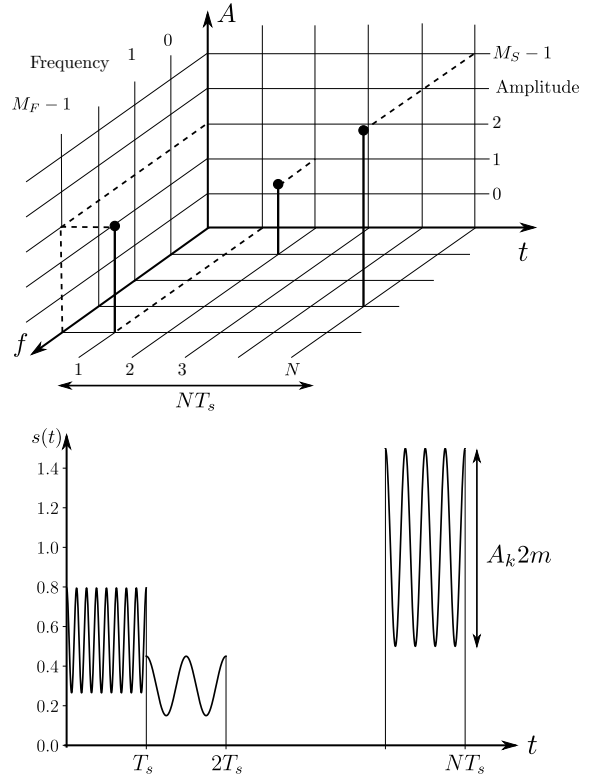 A
0
1
Frequency
M_F − 1
M_S − 1
Amplitude
2
1
0
t
f
1 2 3 N
NT_s
s(t)
1.4
1.2
1.0
0.8
0.6
0.4
0.2
0.0
A_k2m
t
T_s 2T_s NT_s